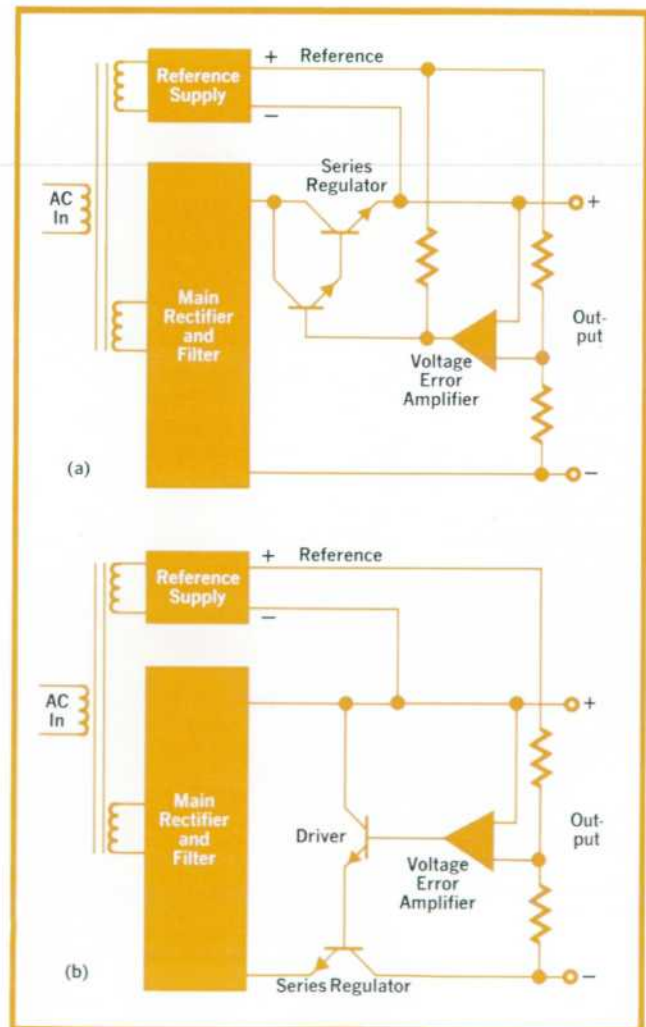 + Reference
Reference
Supply
−
Series
Regulator
AC
In
+
Main
Rectifier
and
Filter
Out-
put
Voltage
Error
Amplifier
(a)
−
+ Reference
Reference
Supply
−
AC
In
+
Main
Rectifier
and
Filter
Driver
Out-
put
Voltage
Error
Amplifier
(b)
Series Regulator
−